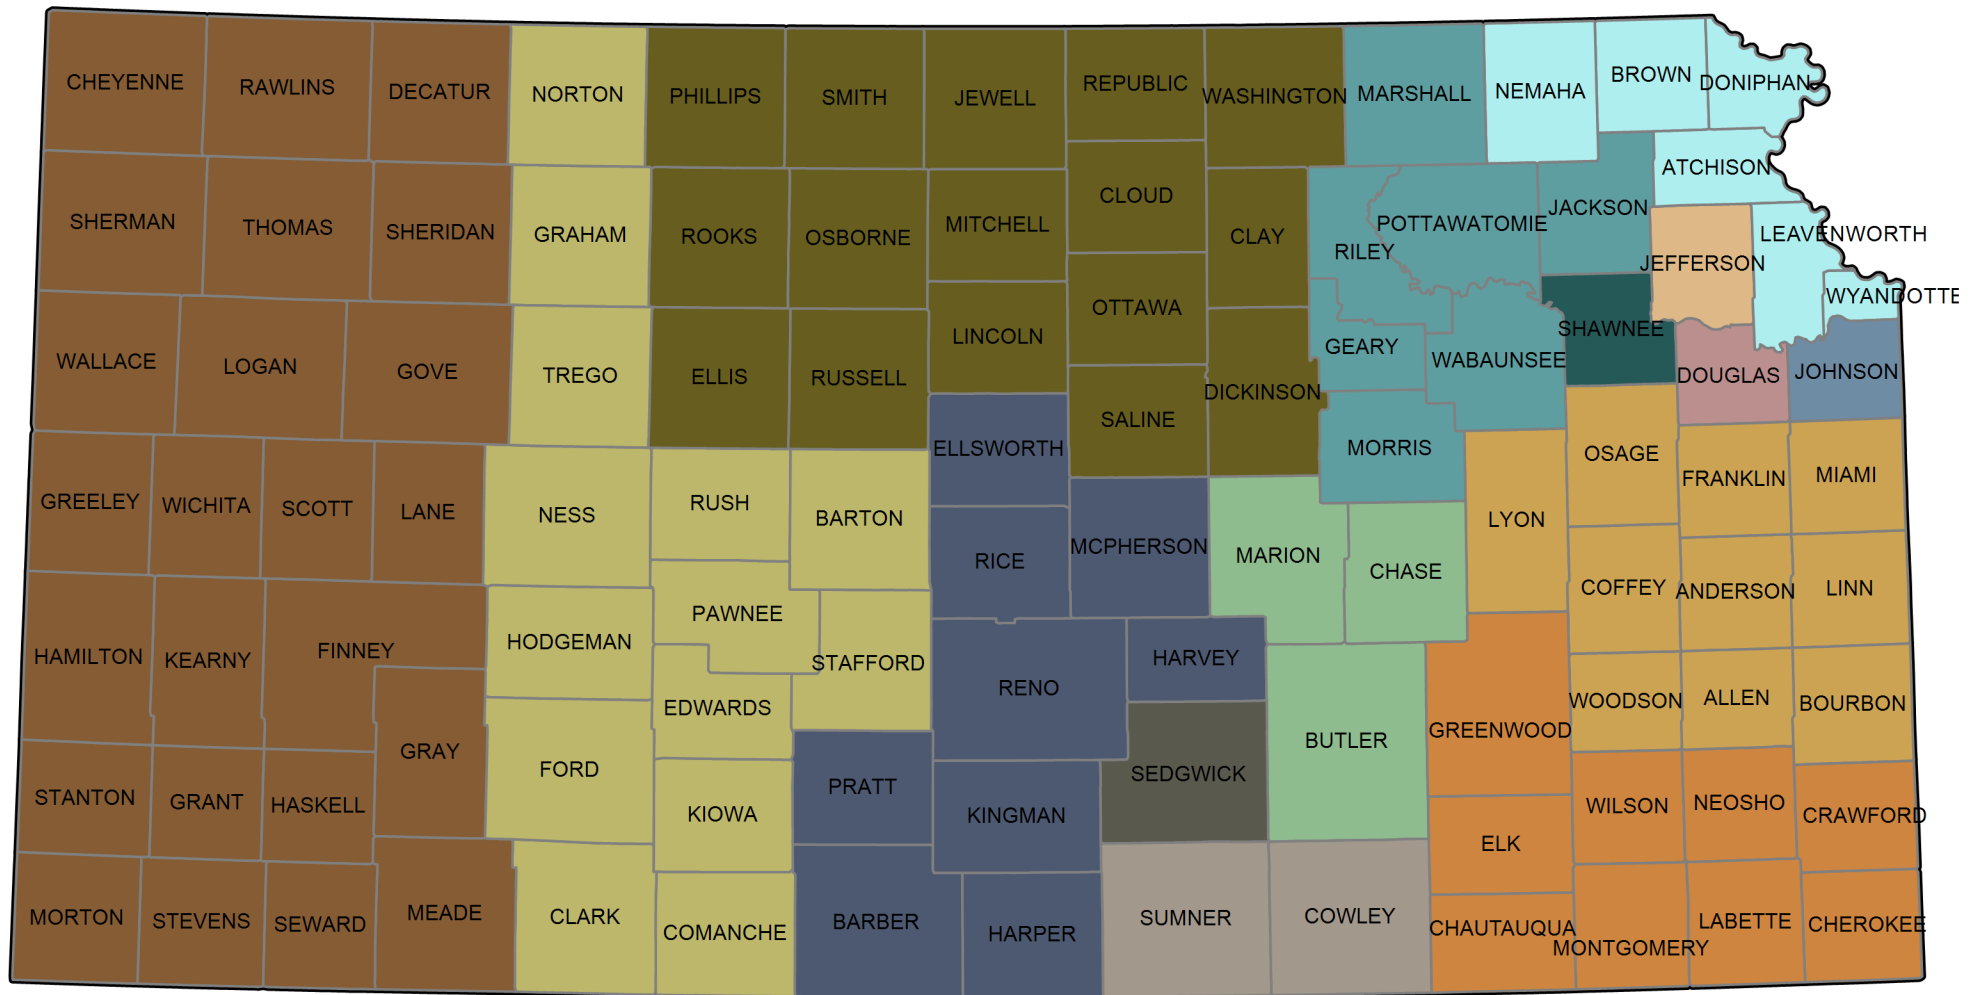 CHEYENNE
RAWLINS
DECATUR
NORTON
PHILLIPS
SMITH
JEWELL
REPUBLIC
WASHINGTON
MARSHALL
NEMAHA
BROWN
DONIPHAN
SHERMAN
THOMAS
SHERIDAN
GRAHAM
ROOKS
OSBORNE
MITCHELL
CLOUD
CLAY
RILEY
POTTAWATOMIE
JACKSON
ATCHISON
JEFFERSON
LEAVENWORTH
WYANDOTTE
WALLACE
LOGAN
GOVE
TREGO
ELLIS
RUSSELL
LINCOLN
OTTAWA
DICKINSON
GEARY
WABAUNSEE
SHAWNEE
DOUGLAS
JOHNSON
GREELEY
WICHITA
SCOTT
LANE
NESS
RUSH
BARTON
ELLSWORTH
SALINE
MORRIS
OSAGE
FRANKLIN
MIAMI
RICE
MCPHERSON
MARION
CHASE
LYON
COFFEY
ANDERSON
LINN
HAMILTON
KEARNY
FINNEY
HODGEMAN
PAWNEE
STAFFORD
RENO
HARVEY
EDWARDS
GRAY
FORD
BUTLER
GREENWOOD
WOODSON
ALLEN
BOURBON
STANTON
GRANT
HASKELL
KIOWA
PRATT
KINGMAN
SEDGWICK
ELK
WILSON
NEOSHO
CRAWFORD
MORTON
STEVENS
SEWARD
MEADE
CLARK
COMANCHE
BARBER
HARPER
SUMNER
COWLEY
CHAUTAUQUA
MONTGOMERY
LABETTE
CHEROKEE